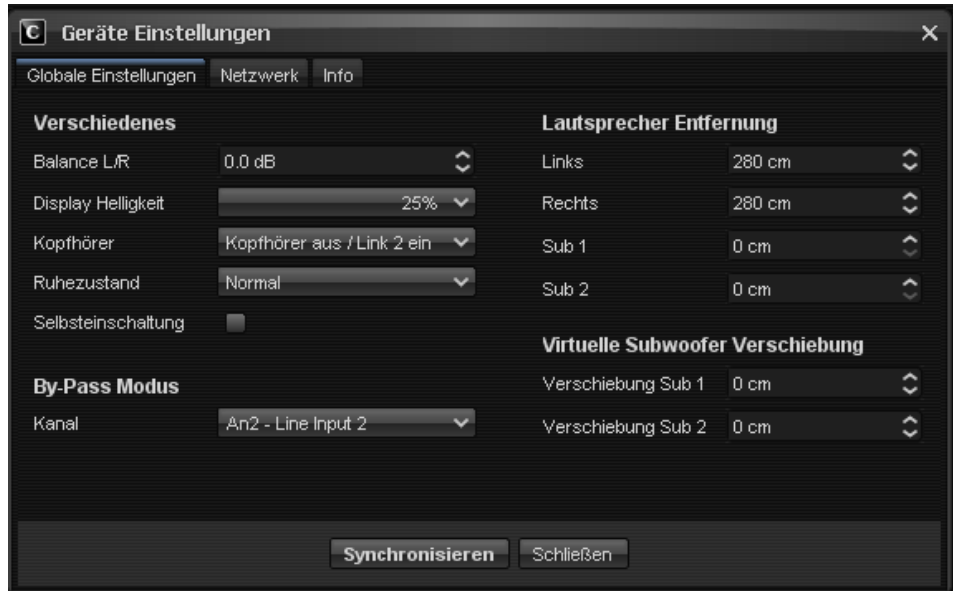 C Geräte Einstellungen
Globale Einstellungen Netzwerk Info
Verschiedenes
Balance L/R 0.0 dB
Display Helligkeit 25%
Kopfhörer Kopfhörer aus / Link 2 ein
Ruhezustand Normal
Selbsteinschaltung
By-Pass Modus
Kanal An2 - Line Input 2
Lautsprecher Entfernung
Links 280 cm
Rechts 280 cm
Sub 1 0 cm
Sub 2 0 cm
Virtuelle Subwoofer Verschiebung
Verschiebung Sub 1 0 cm
Verschiebung Sub 2 0 cm
Synchronisieren Schließen